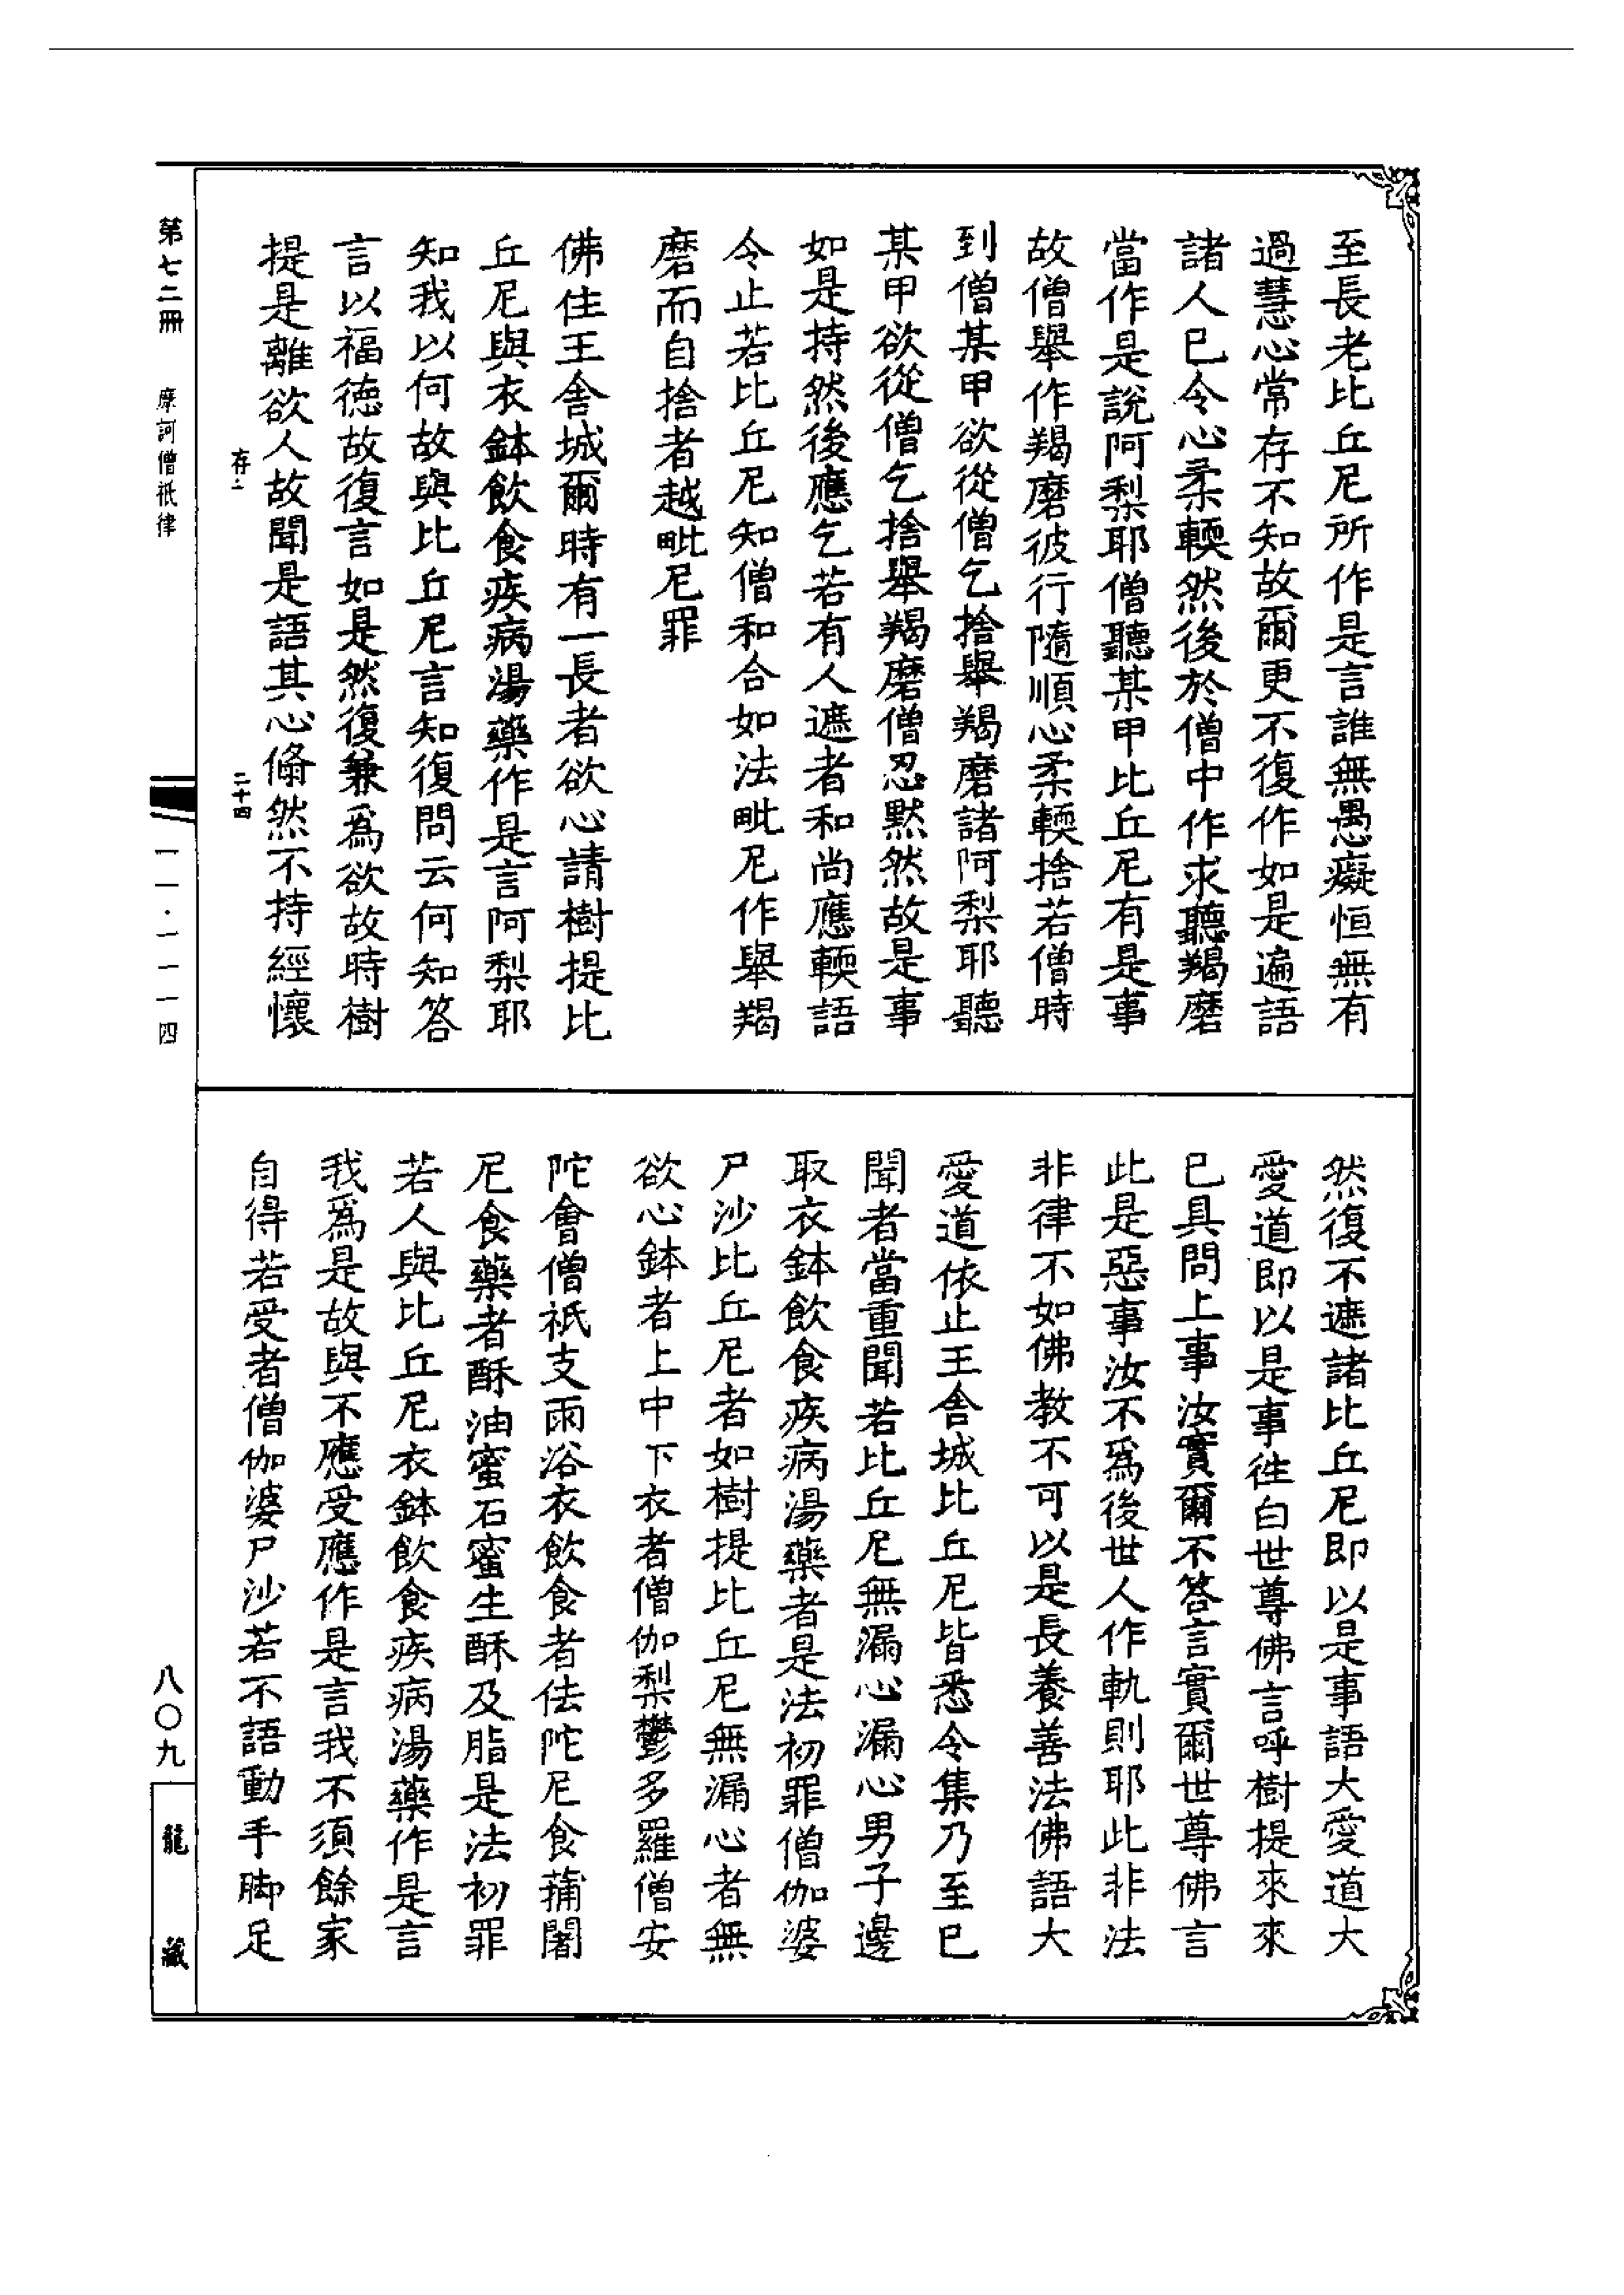 至長老比丘尼所作是言誰無愚癡恒無有
過慧心常存不知故爾更不復作如是遍語
諸人已令心柔輭然後於僧中作求聽羯磨
當作是說阿梨耶僧聽某甲比丘尼有是事
故僧舉作羯磨彼行隨順心柔輭捨若僧時
到僧某甲欲從僧乞捨舉羯磨諸阿梨耶聽
某甲欲從僧乞捨舉羯磨僧忍默然故是事
如是持然後應乞若有人遮者和尚應輭語
令止若比丘尼知僧和合如法毗尼作舉羯
磨而自捨者越毗尼罪
佛住王舍城爾時有一長者欲心請樹提比
丘尼與衣鉢飲食疾病湯藥作是言阿梨耶
知我以何故與比丘尼言知復問云何知答
言以福德故復言如是然復兼為欲故時樹
提是離欲人故聞是語其心翛然不持經懷
存二 二十四
然復不遮諸比丘尼即以是事語大愛道大
愛道即以是事往白世尊佛言呼樹提來來
已具問上事汝實爾不答言實爾世尊佛言
此是惡事汝不為後世人作軌則耶此非法
非律不如佛教不可以是長養善法佛語大
愛道依止王舍城比丘尼皆悉令集乃至已
聞者當重聞若比丘尼無漏心漏心男子邊
取衣鉢飲食疾病湯藥者是法初罪僧伽婆
尸沙比丘尼者如樹提比丘尼無漏心者無
欲心鉢者上中下衣者僧伽梨鬱多羅僧安
陀會僧祇支雨浴衣飲食者佉陀尼食蒱闍
尼食藥者酥油蜜石蜜生酥及脂是法初罪
若人與比丘尼衣鉢飲食疾病湯藥作是言
我為是故與不應受應作是言我不須餘家
自得若受者僧伽婆尸沙若不語動手腳足
第七二冊 摩訶僧祇律
一一·一一一四
八〇九
龍藏